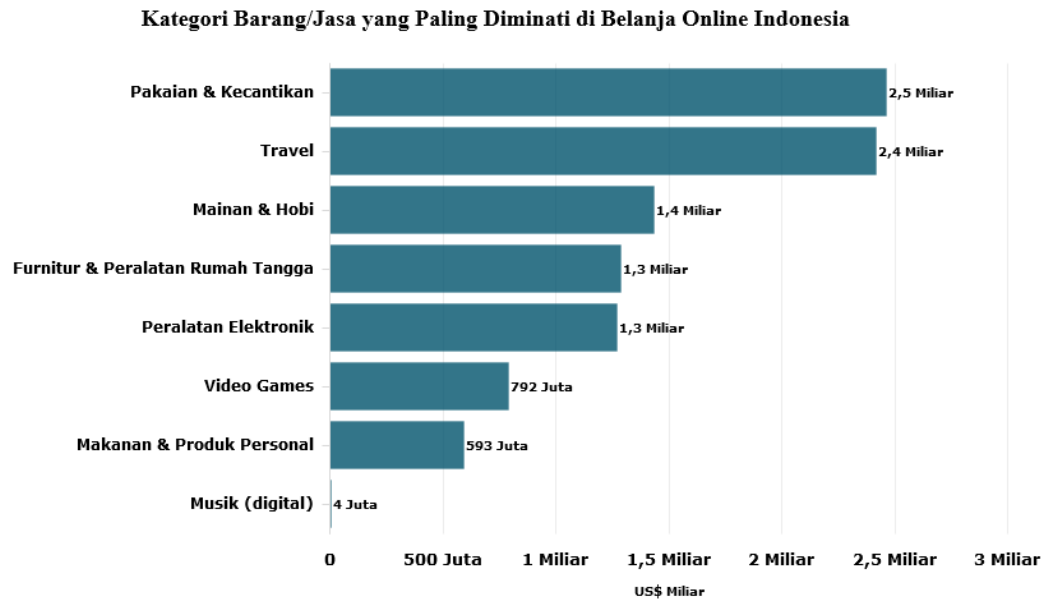 Kategori Barang/Jasa yang Paling Diminati di Belanja Online Indonesia
Pakaian & Kecantikan
2,5 Miliar
Travel
2,4 Miliar
Mainan & Hobi
1,4 Miliar
Furnitur & Peralatan Rumah Tangga
1,3 Miliar
Peralatan Elektronik
1,3 Miliar
Video Games
792 Juta
Makanan & Produk Personal
593 Juta
Musik (digital)
4 Juta
0 500 Juta 1 Miliar 1,5 Miliar 2 Miliar 2,5 Miliar 3 Miliar
US$ Miliar